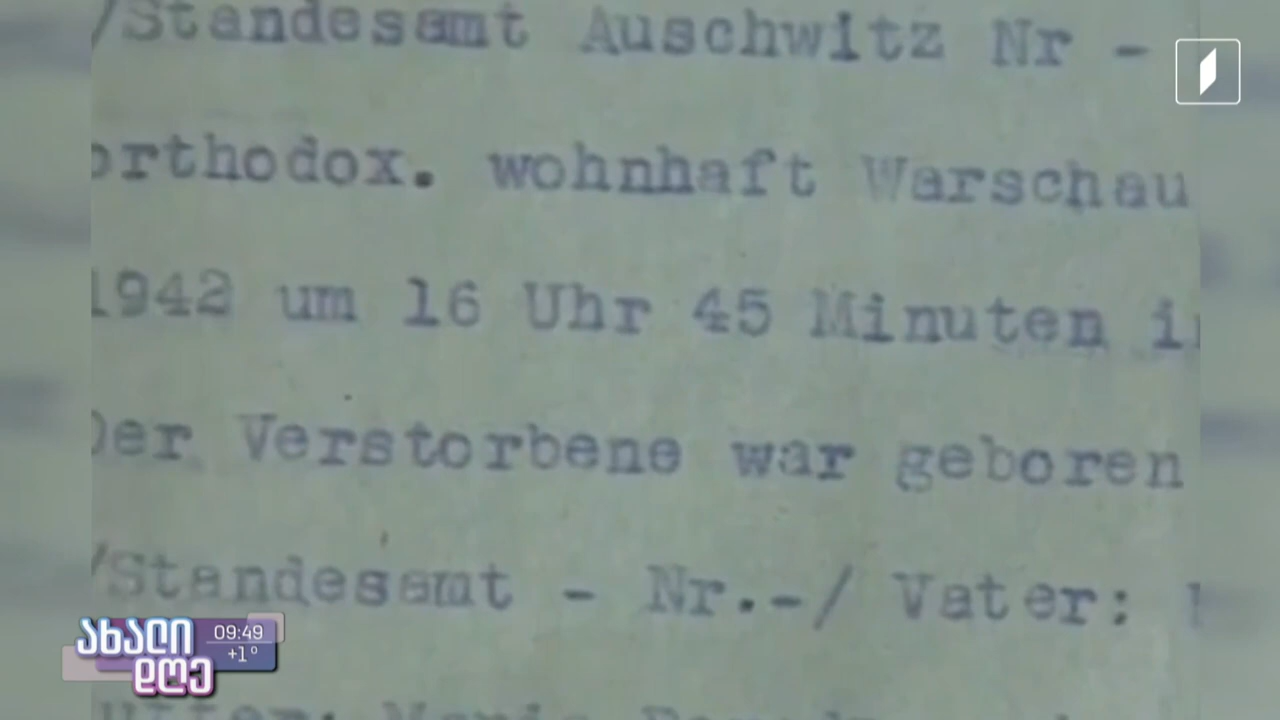 /Standesamt Auschwitz Nr -
orthodox. wohnhaft Warschau
1942 um 16 Uhr 45 Minuten
Der Verstorbene war geboren
/Standesamt - Nr.-/ Vater:
ახალი
დღე
09:49
+1°